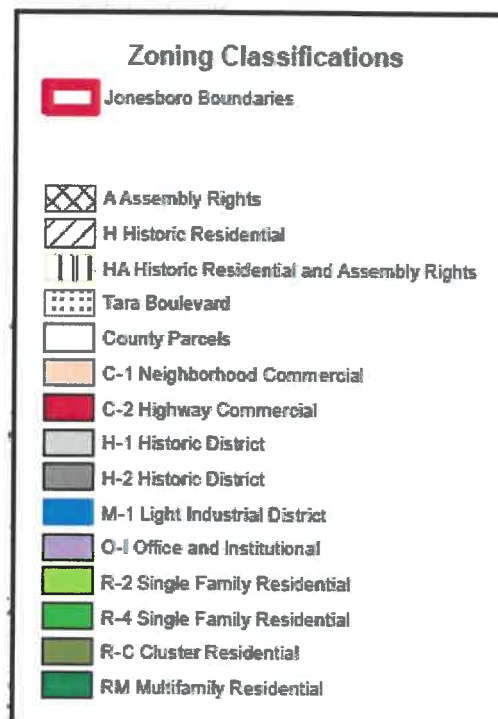 Zoning Classifications
Jonesboro Boundaries
A Assembly Rights
H Historic Residential
HA Historic Residential and Assembly Rights
Tara Boulevard
County Parcels
C-1 Neighborhood Commercial
C-2 Highway Commercial
H-1 Historic District
H-2 Historic District
M-1 Light Industrial District
O-I Office and Institutional
R-2 Single Family Residential
R-4 Single Family Residential
R-C Cluster Residential
RM Multifamily Residential